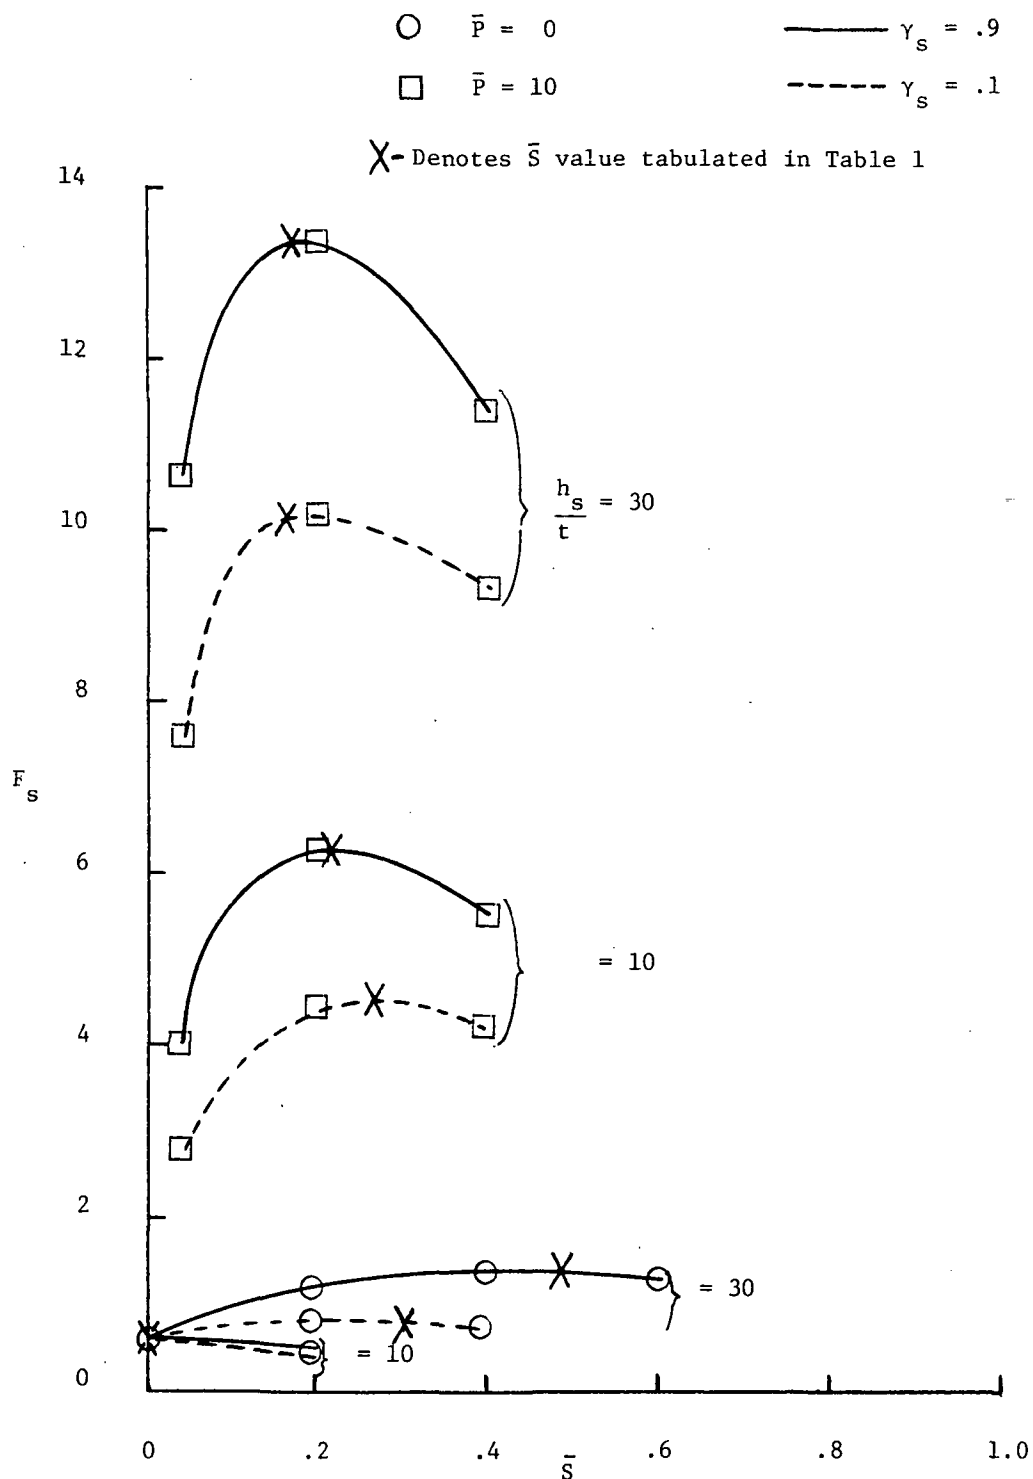 P̄ = 0
γs = .9
P̄ = 10
γs = .1
X- Denotes S̄ value tabulated in Table 1
14
12
hs/t = 30
10
8
F̄s
6
= 10
4
2
= 30
= 10
0
0 .2 .4 .6 .8 1.0
S̄